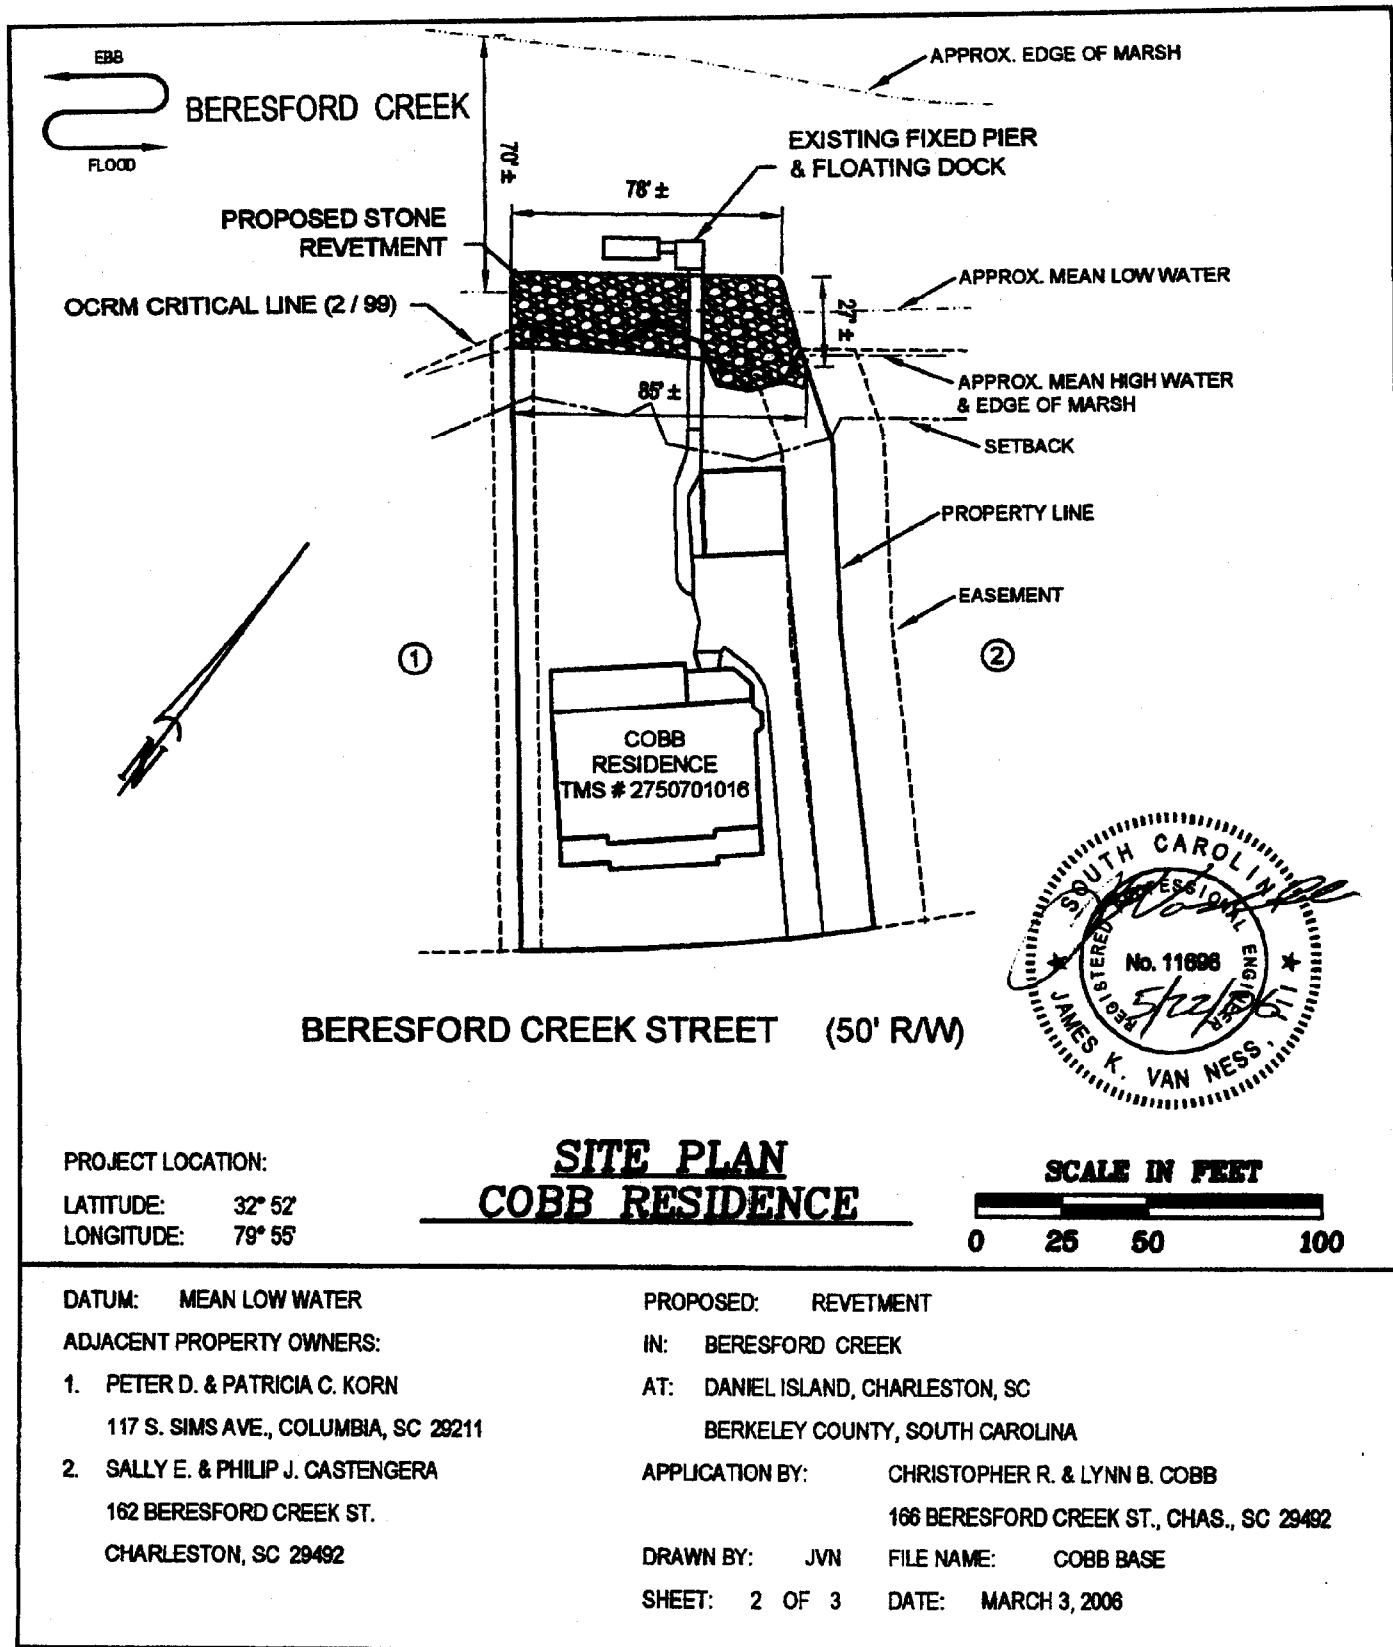 EBB
BERESFORD CREEK
FLOOD
APPROX. EDGE OF MARSH
70' ±
EXISTING FIXED PIER
& FLOATING DOCK
78' ±
PROPOSED STONE
REVETMENT
OCRM CRITICAL LINE (2 / 99)
APPROX. MEAN LOW WATER
27' ±
85' ±
APPROX. MEAN HIGH WATER
& EDGE OF MARSH
SETBACK
PROPERTY LINE
EASEMENT
1
2
N
COBB
RESIDENCE
TMS # 2750701016
SOUTH CAROLINA
REGISTERED PROFESSIONAL ENGINEER
No. 11696
5/22/06
JAMES K. VAN NESS, III
BERESFORD CREEK STREET (50' R/W)
PROJECT LOCATION:
LATITUDE: 32° 52'
LONGITUDE: 79° 55'
SITE PLAN
COBB RESIDENCE
SCALE IN FEET
0 25 50 100
DATUM: MEAN LOW WATER
ADJACENT PROPERTY OWNERS:
1. PETER D. & PATRICIA C. KORN
117 S. SIMS AVE., COLUMBIA, SC 29211
2. SALLY E. & PHILIP J. CASTENGERA
162 BERESFORD CREEK ST.
CHARLESTON, SC 29492
PROPOSED: REVETMENT
IN: BERESFORD CREEK
AT: DANIEL ISLAND, CHARLESTON, SC
BERKELEY COUNTY, SOUTH CAROLINA
APPLICATION BY: CHRISTOPHER R. & LYNN B. COBB
166 BERESFORD CREEK ST., CHAS., SC 29492
DRAWN BY: JVN FILE NAME: COBB BASE
SHEET: 2 OF 3 DATE: MARCH 3, 2006